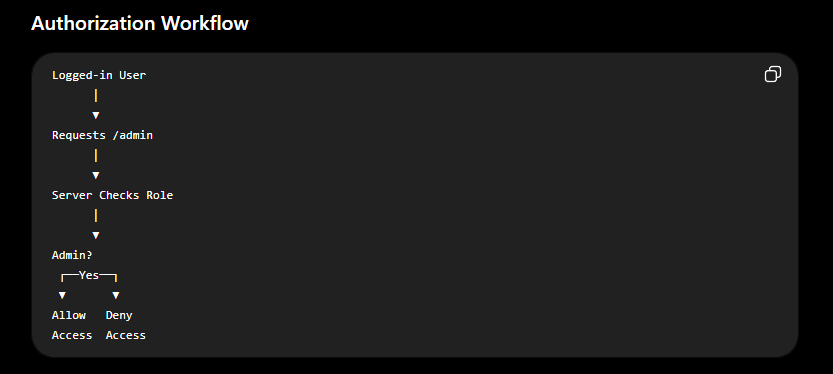 Authorization Workflow
Logged-in User
│
▼
Requests /admin
│
▼
Server Checks Role
│
▼
Admin?
┌──Yes──┐
▼       ▼
Allow   Deny
Access  Access